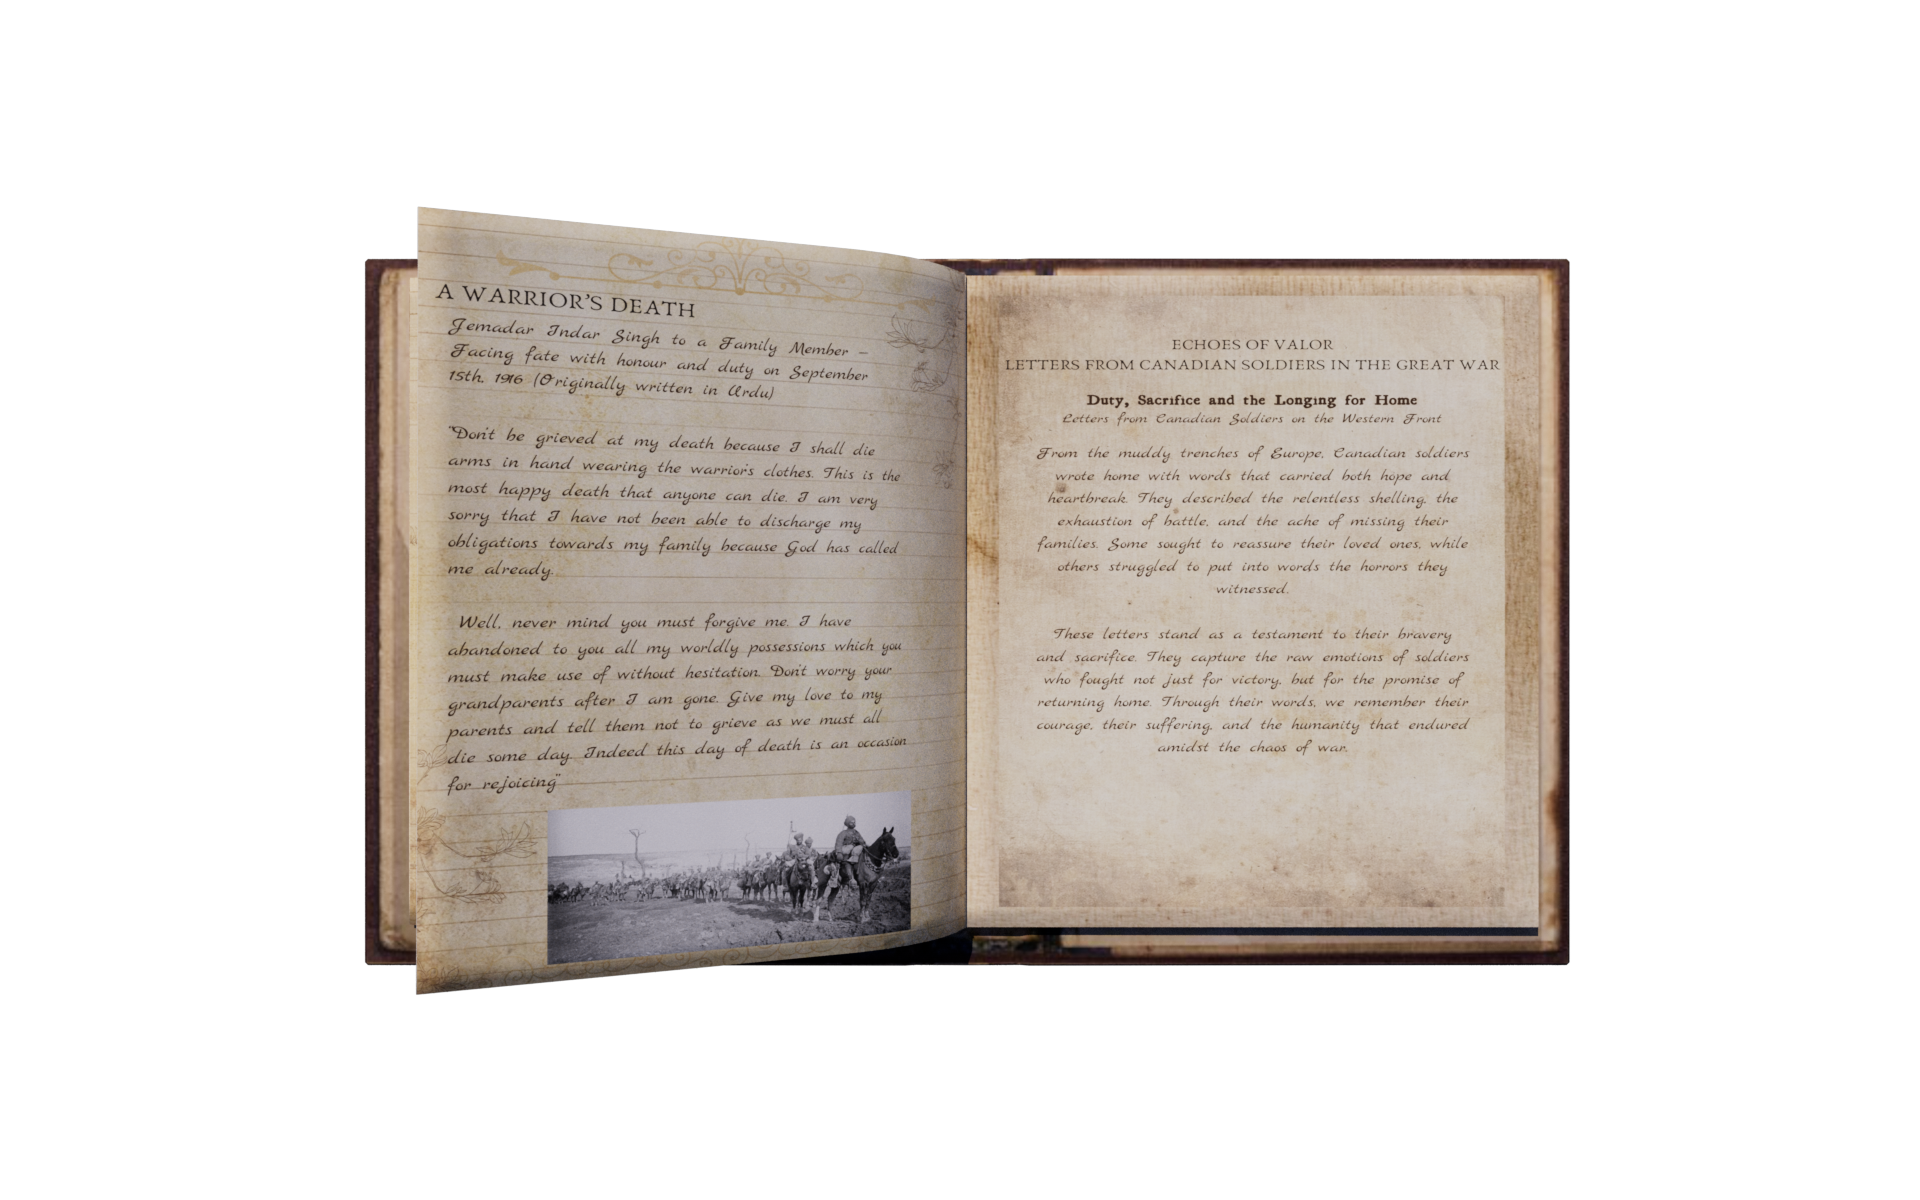 A WARRIOR'S DEATH
Jemadar Indar Singh to a Family Member –
Facing fate with honour and duty on September
15th, 1916 (Originally written in Urdu)
"Don't be grieved at my death because I shall die
arms in hand wearing the warrior's clothes. This is the
most happy death that anyone can die. I am very
sorry that I have not been able to discharge my
obligations towards my family because God has called
me already.
Well, never mind you must forgive me. I have
abandoned to you all my worldly possessions which you
must make use of without hesitation. Don't worry your
grandparents after I am gone. Give my love to my
parents and tell them not to grieve as we must all
die some day. Indeed this day of death is an occasion
for rejoicing"
ECHOES OF VALOR
LETTERS FROM CANADIAN SOLDIERS IN THE GREAT WAR
Duty, Sacrifice and the Longing for Home
Letters from Canadian Soldiers on the Western Front
From the muddy trenches of Europe, Canadian soldiers
wrote home with words that carried both hope and
heartbreak. They described the relentless shelling, the
exhaustion of battle, and the ache of missing their
families. Some sought to reassure their loved ones, while
others struggled to put into words the horrors they
witnessed.
These letters stand as a testament to their bravery
and sacrifice. They capture the raw emotions of soldiers
who fought not just for victory, but for the promise of
returning home. Through their words, we remember their
courage, their suffering, and the humanity that endured
amidst the chaos of war.